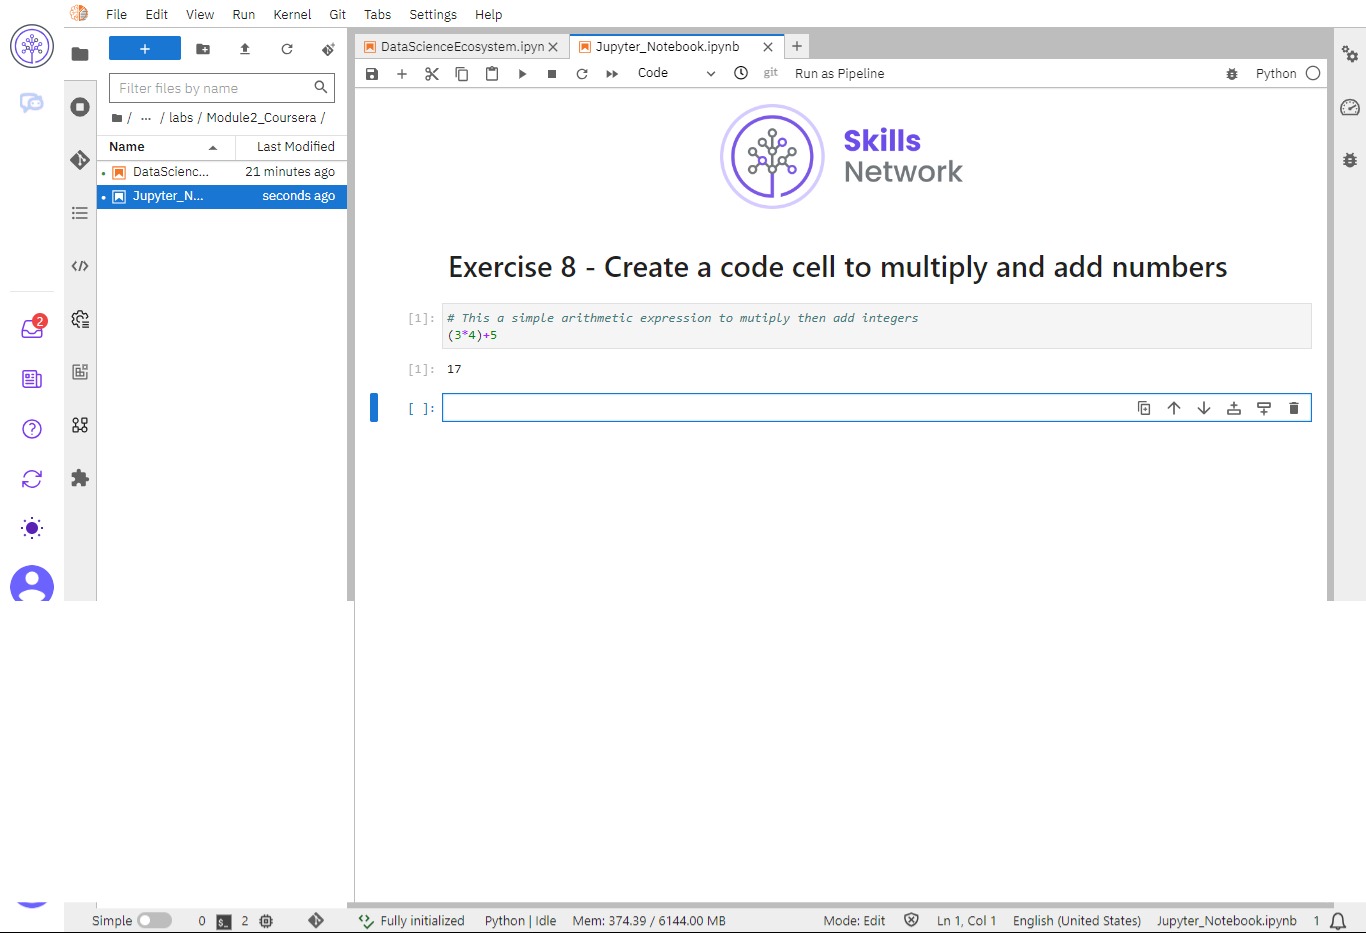 File Edit View Run Kernel Git Tabs Settings Help
+
Filter files by name
/ ... / labs / Module2_Coursera /
Name Last Modified
DataScienc... 21 minutes ago
Jupyter_N... seconds ago
2
DataScienceEcosystem.ipyn
Jupyter_Notebook.ipynb
+
Code git Run as Pipeline Python
Skills
Network
Exercise 8 - Create a code cell to multiply and add numbers
[1]: # This a simple arithmetic expression to mutiply then add integers
(3*4)+5
[1]: 17
[ ]:
Simple 0 $_ 2 Fully initialized Python | Idle Mem: 374.39 / 6144.00 MB Mode: Edit Ln 1, Col 1 English (United States) Jupyter_Notebook.ipynb 1